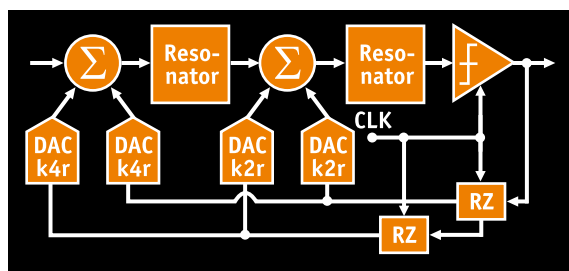 Σ
Reso-
nator
Σ
Reso-
nator
CLK
DAC
k4r
DAC
k4r
DAC
k2r
DAC
k2r
RZ
RZ